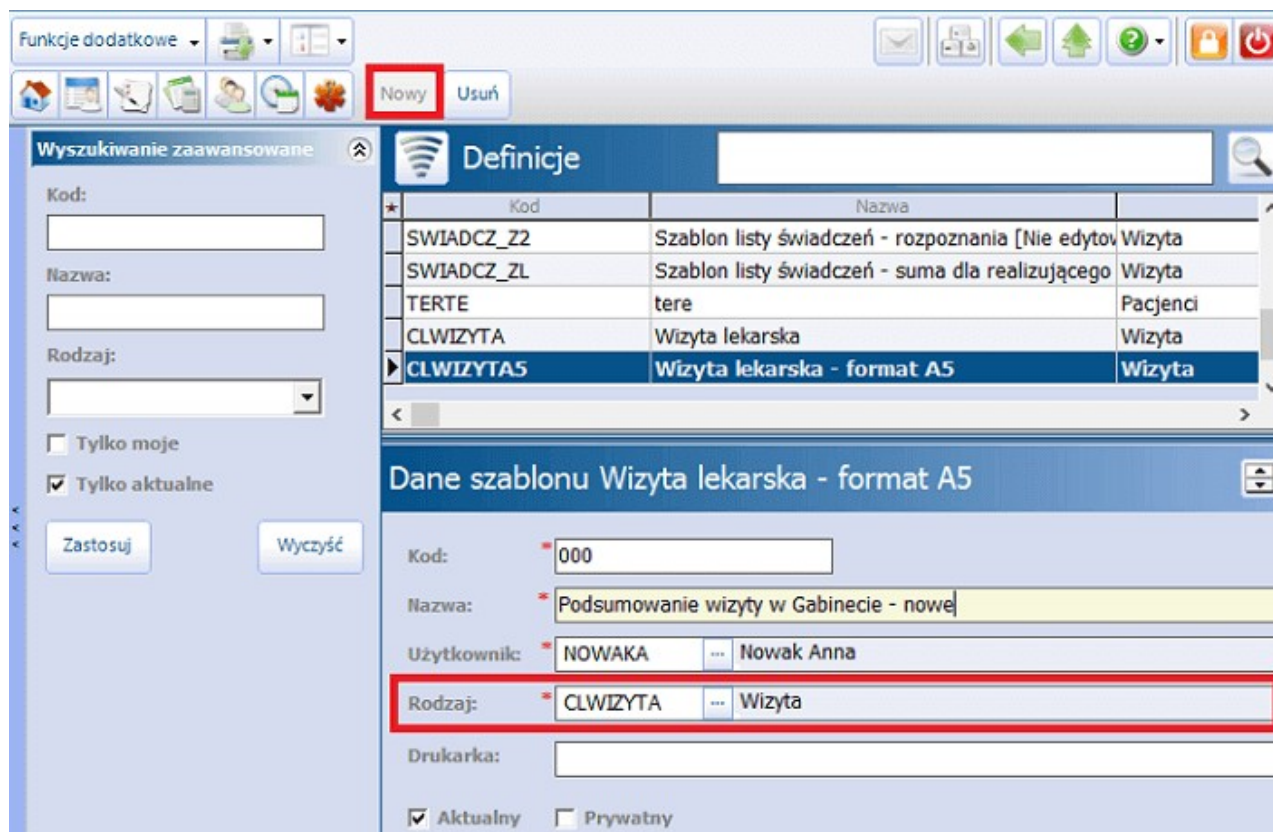 Funkcje dodatkowe
Nowy Usuń
Wyszukiwanie zaawansowane
Kod:
Nazwa:
Rodzaj:
Tylko moje
Tylko aktualne
Zastosuj Wyczyść
Definicje
Kod Nazwa
SWIADCZ_Z2 Szablon listy świadczeń - rozpoznania [Nie edytow Wizyta
SWIADCZ_ZL Szablon listy świadczeń - suma dla realizującego Wizyta
TERTE tere Pacjenci
CLWIZYTA Wizyta lekarska Wizyta
CLWIZYTA5 Wizyta lekarska - format A5 Wizyta
Dane szablonu Wizyta lekarska - format A5
Kod: * 000
Nazwa: * Podsumowanie wizyty w Gabinecie - nowe
Użytkownik: * NOWAKA ... Nowak Anna
Rodzaj: * CLWIZYTA ... Wizyta
Drukarka:
Aktualny Prywatny